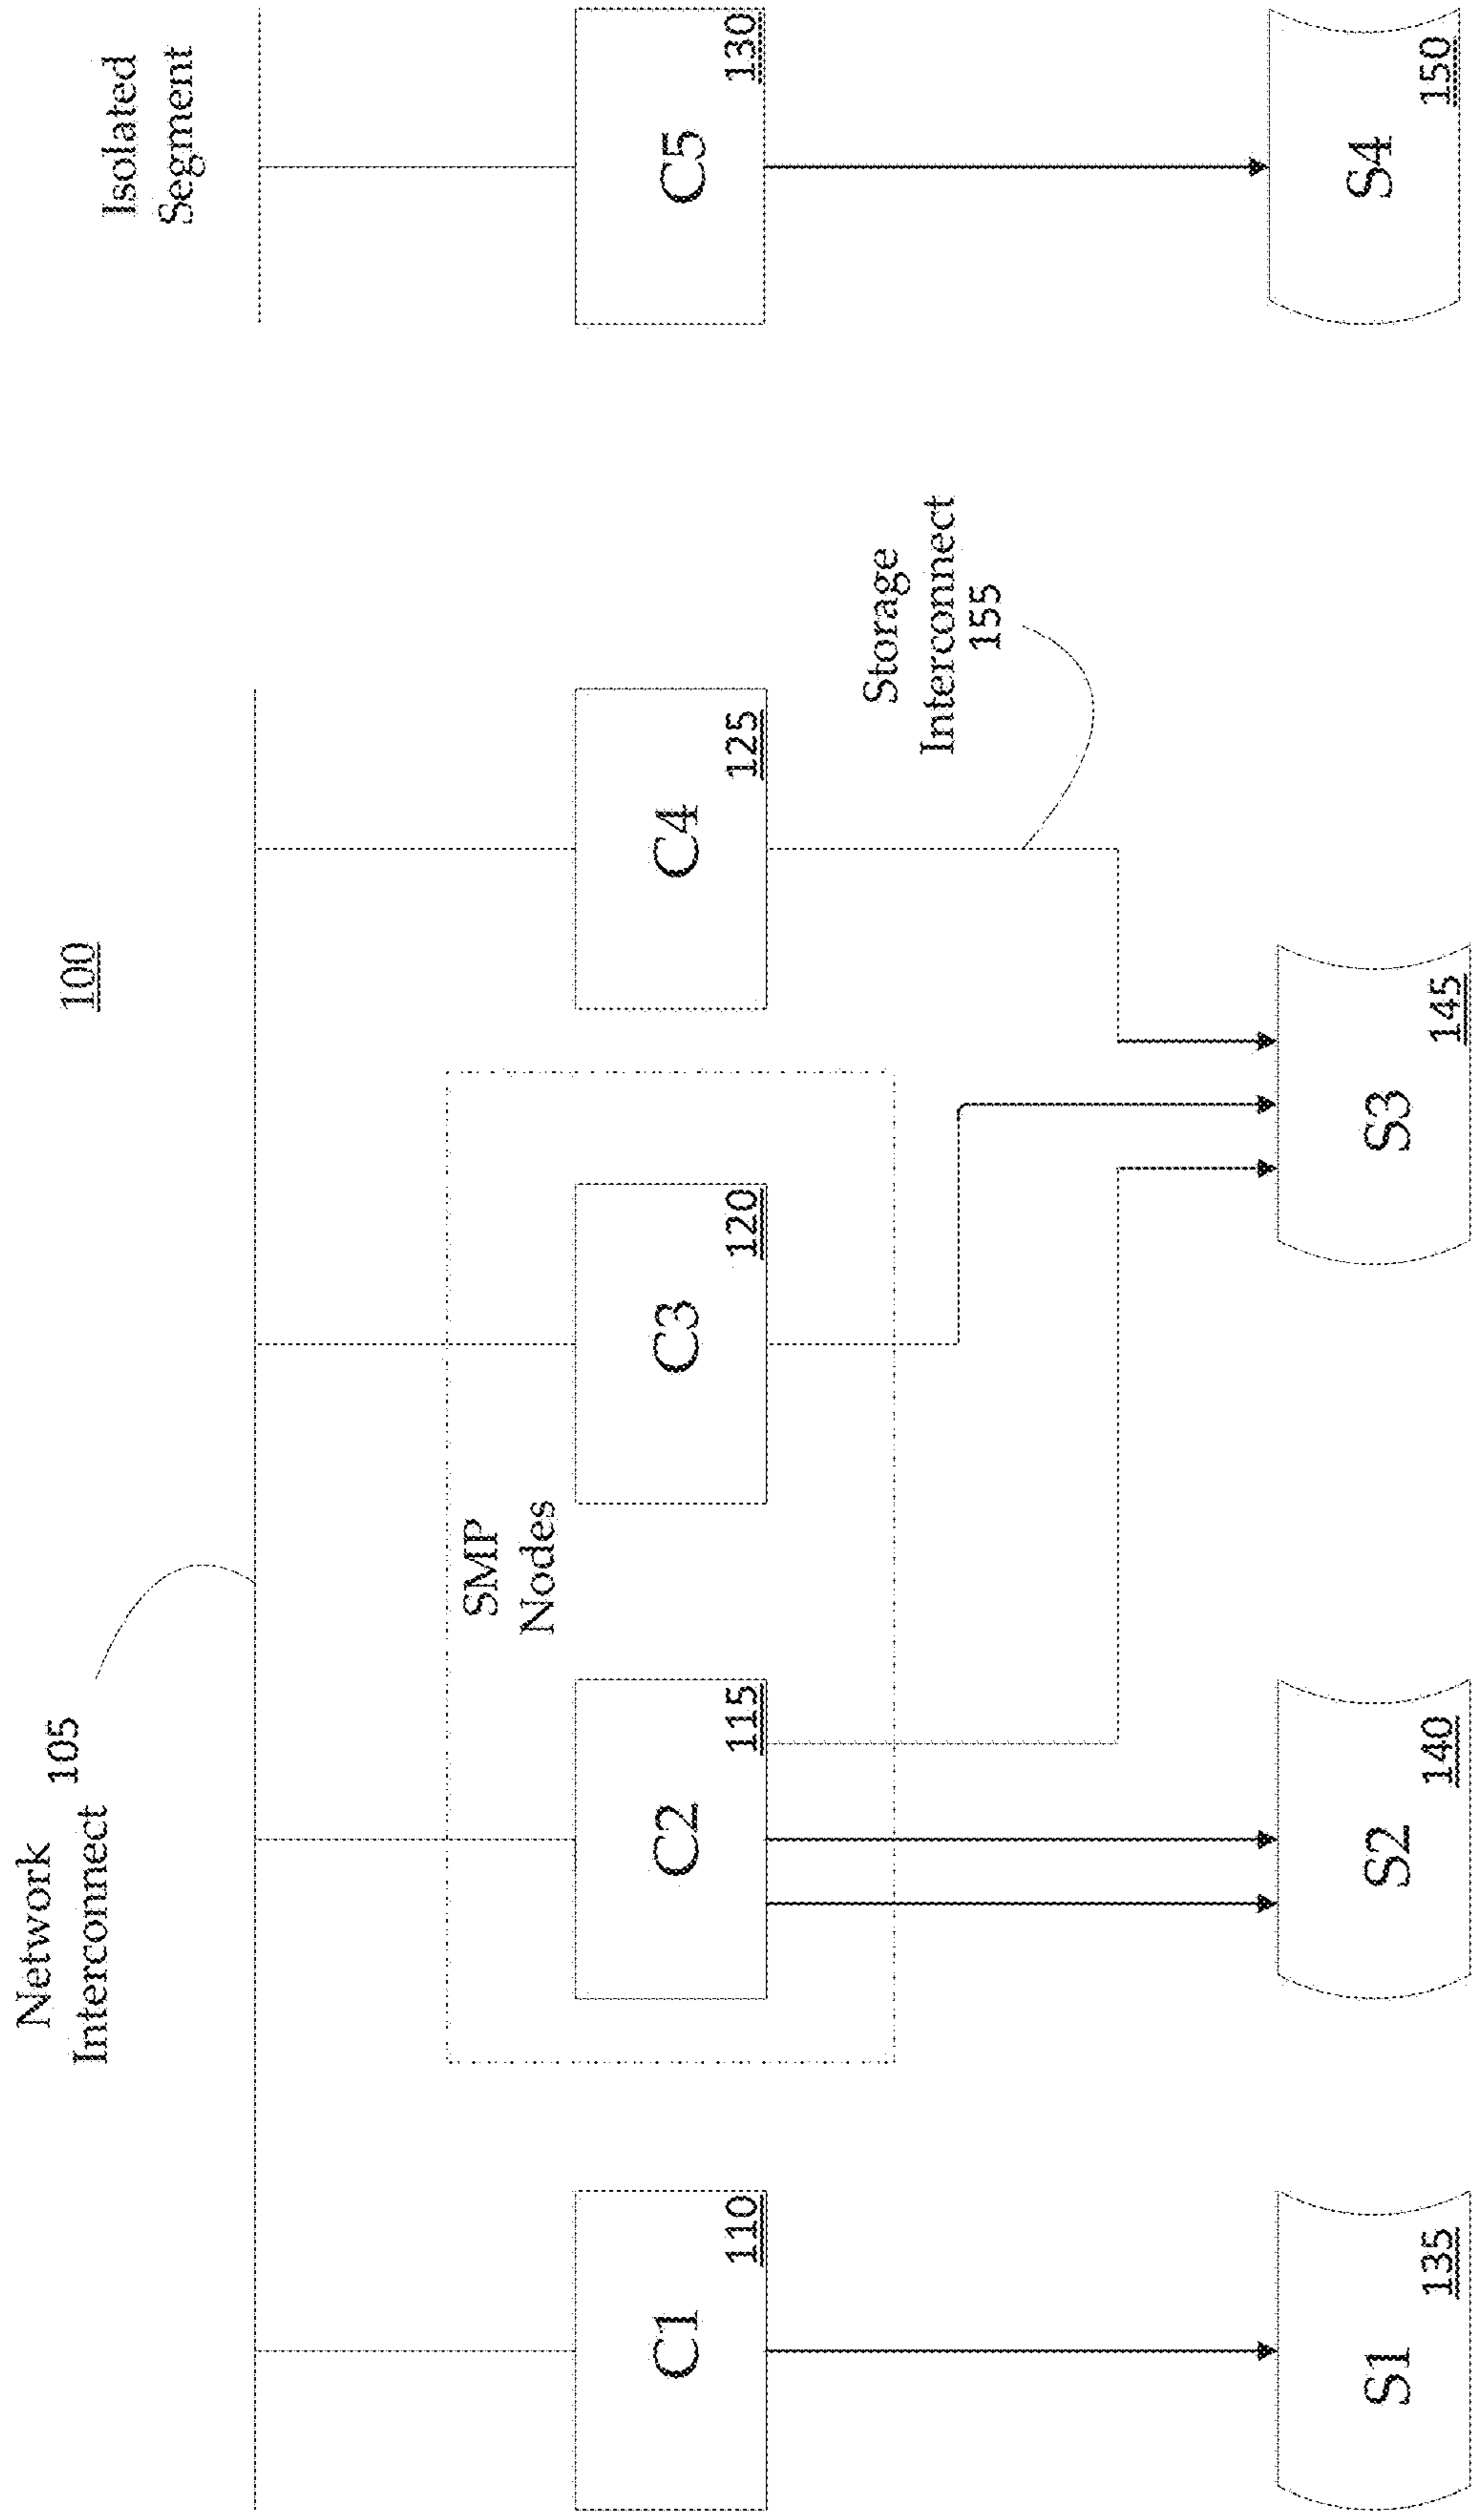 100
Network
Interconnect 105
Isolated
Segment
SMP
Nodes
C1
110
C2
115
C3
120
C4
125
C5
130
Storage
Interconnect
155
S1
135
S2
140
S3
145
S4
150